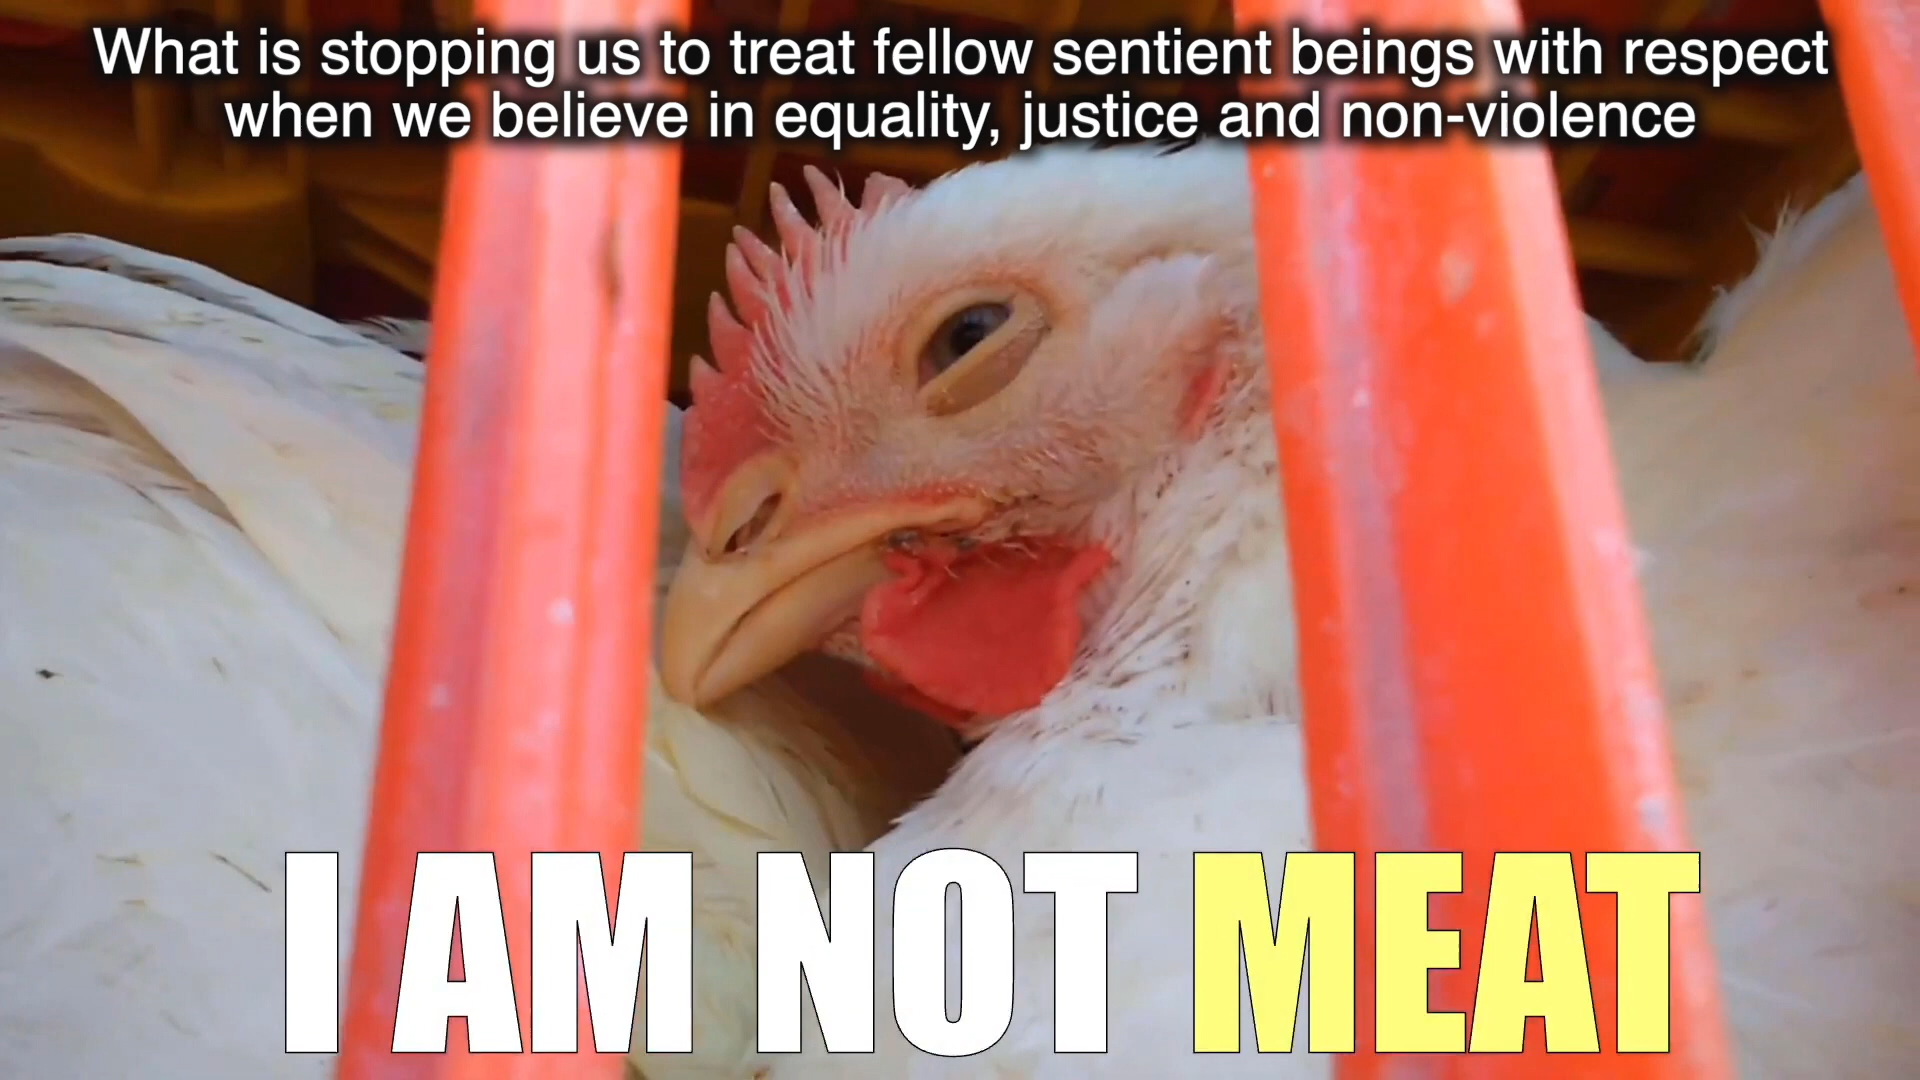 What is stopping us to treat fellow sentient beings with respect
when we believe in equality, justice and non-violence
I AM NOT MEAT